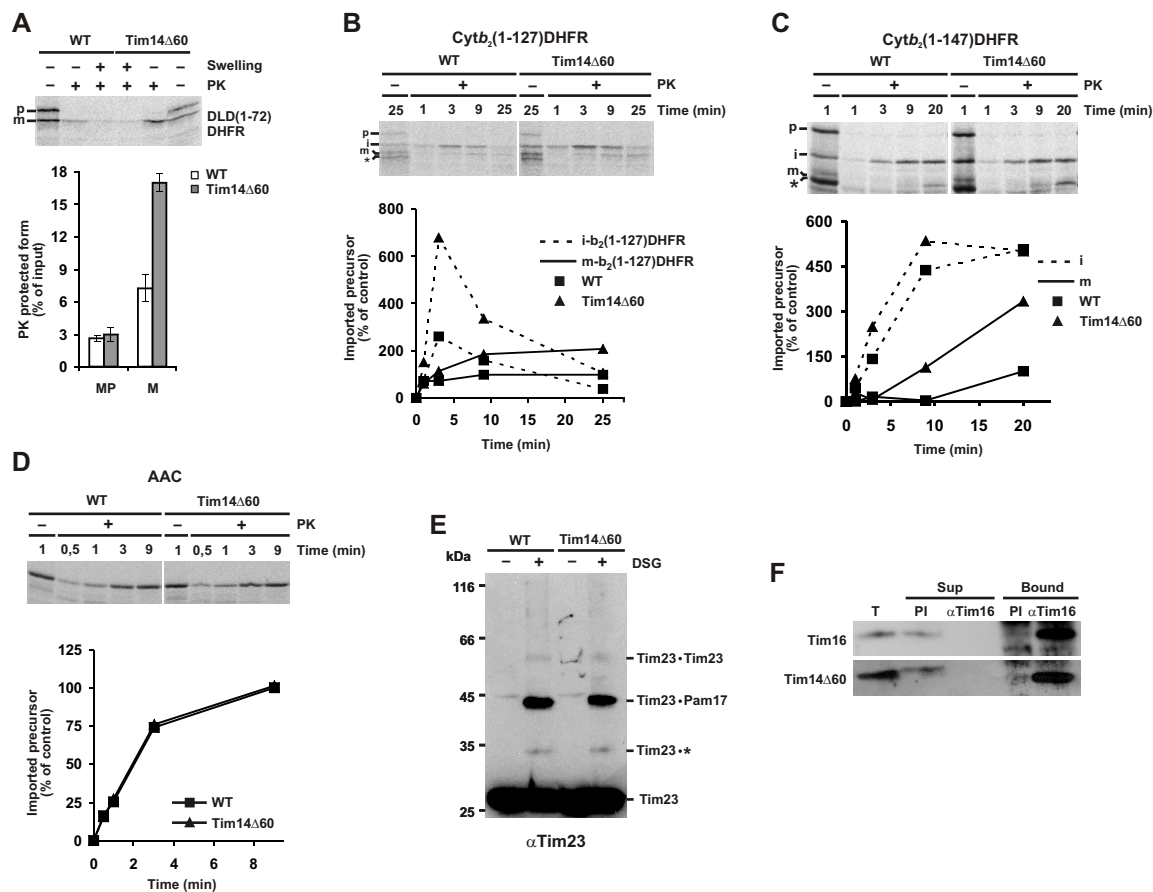 A
WT Tim14Δ60
– – + + – – Swelling
– + + + + – PK
p
m
DLD(1-72)
DHFR
18
15
12
9
6
3
0
PK protected form
(% of input)
WT
Tim14Δ60
MP M
B
Cytb₂(1-127)DHFR
WT Tim14Δ60
– + – + PK
25 1 3 9 25 25 1 3 9 25 Time (min)
p
i
m
*
800
600
400
200
0
Imported precursor
(% of control)
i-b₂(1-127)DHFR
m-b₂(1-127)DHFR
WT
Tim14Δ60
0 5 10 15 20 25
Time (min)
C
Cytb₂(1-147)DHFR
WT Tim14Δ60
– + – + PK
1 1 3 9 20 1 1 3 9 20 Time (min)
p
i
m
*
600
450
300
150
0
Imported precursor
(% of control)
i
m
WT
Tim14Δ60
0 5 10 15 20
Time (min)
D
AAC
WT Tim14Δ60
– + – + PK
1 0,5 1 3 9 1 0,5 1 3 9 Time (min)
125
100
75
50
25
0
Imported precursor
(% of control)
WT
Tim14Δ60
0 2 4 6 8
Time (min)
E
kDa WT Tim14Δ60
– + – + DSG
116
66
45
35
25
Tim23•Tim23
Tim23•Pam17
Tim23•*
Tim23
αTim23
F
Sup Bound
T PI αTim16 PI αTim16
Tim16
Tim14Δ60